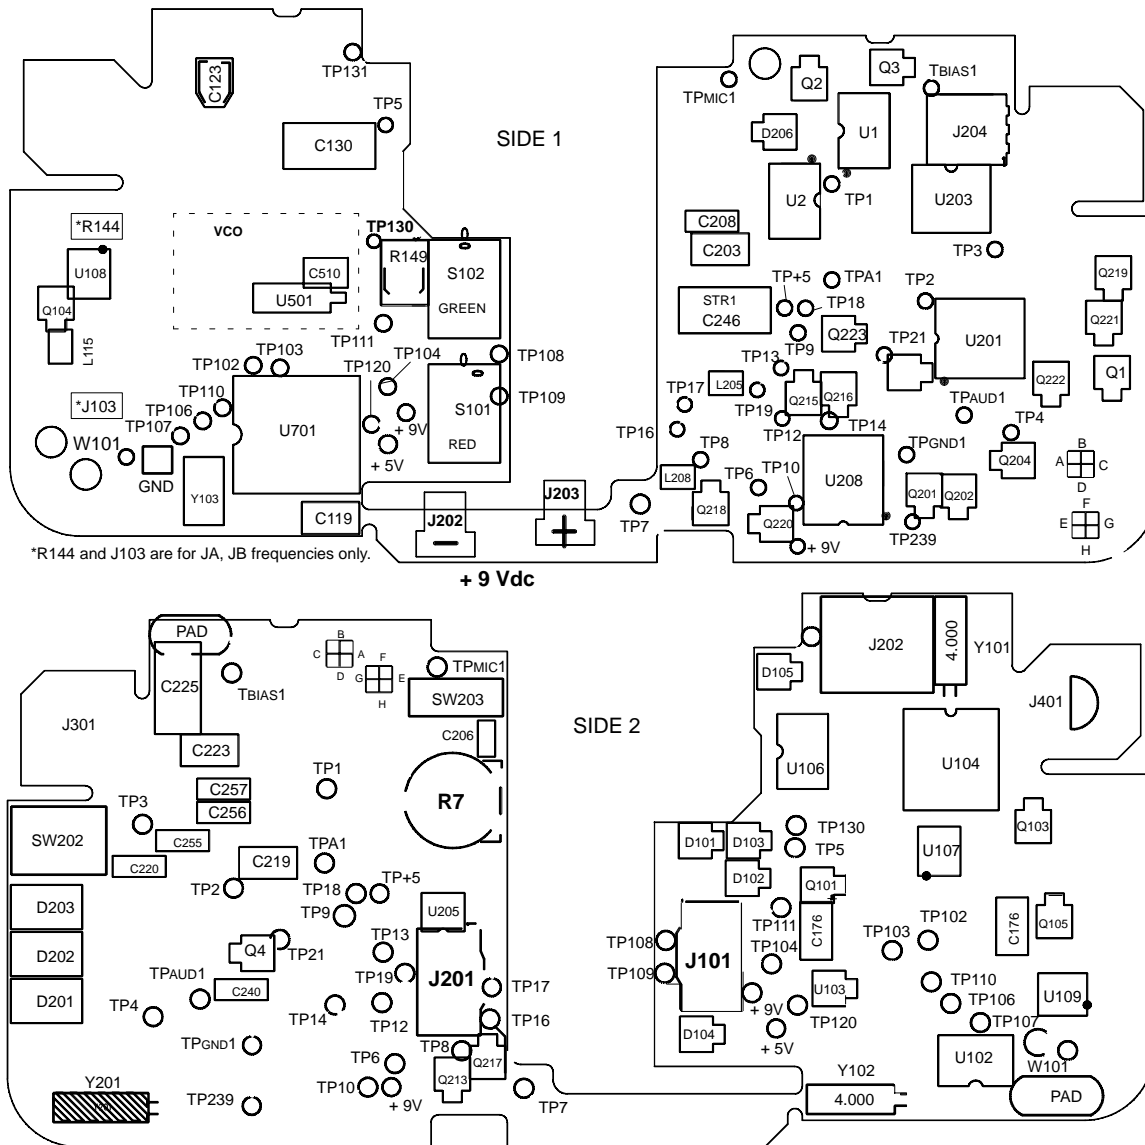 C123
TP131
TP5
C130
SIDE 1
*R144
VCO
TP130
R149
S102
GREEN
U108
C510
U501
Q104
L115
TP111
TP102
TP103
TP120
TP104
TP108
*J103
TP110
TP106
TP107
U701
+ 9V
S101
TP109
RED
W101
+ 5V
GND
Y103
C119
J202
J203
*R144 and J103 are for JA, JB frequencies only.
+ 9 Vdc
TPMIC1
Q2
Q3
TBIAS1
D206
U1
J204
U2
TP1
U203
C208
C203
TP3
STR1
C246
TP+5
TPA1
TP18
TP2
Q219
TP9
Q223
TP21
U201
Q221
TP13
L205
Q215
Q216
Q222
Q1
TP17
TP19
TP12
TP14
TPAUD1
TP4
TP16
TP8
TP10
U208
TPGND1
Q204
B
A
C
D
L208
TP6
Q201
Q202
F
E
G
H
TP7
Q218
Q220
TP239
+ 9V
PAD
C225
TBIAS1
B
C
A
D
F
G
E
H
TPMIC1
SW203
SIDE 2
J301
C223
C206
TP1
R7
C257
C256
TP3
SW202
C255
C220
TPA1
C219
TP2
TP18
TP+5
TP9
U205
D203
D202
D201
Q4
TP21
TP13
TP19
J201
TPAUD1
C240
TP17
TP4
TP14
TP12
TP16
TPGND1
TP6
TP8
Q217
Y201
TP239
TP10
+ 9V
Q213
TP7
J202
4.000
Y101
D105
J401
U106
U104
D101
D103
TP130
TP5
Q103
D102
Q101
U107
TP111
C176
TP102
C176
Q105
TP108
TP104
TP103
J101
TP109
U103
TP110
U109
+ 9V
TP120
TP106
D104
+ 5V
TP107
U102
W101
Y102
4.000
PAD